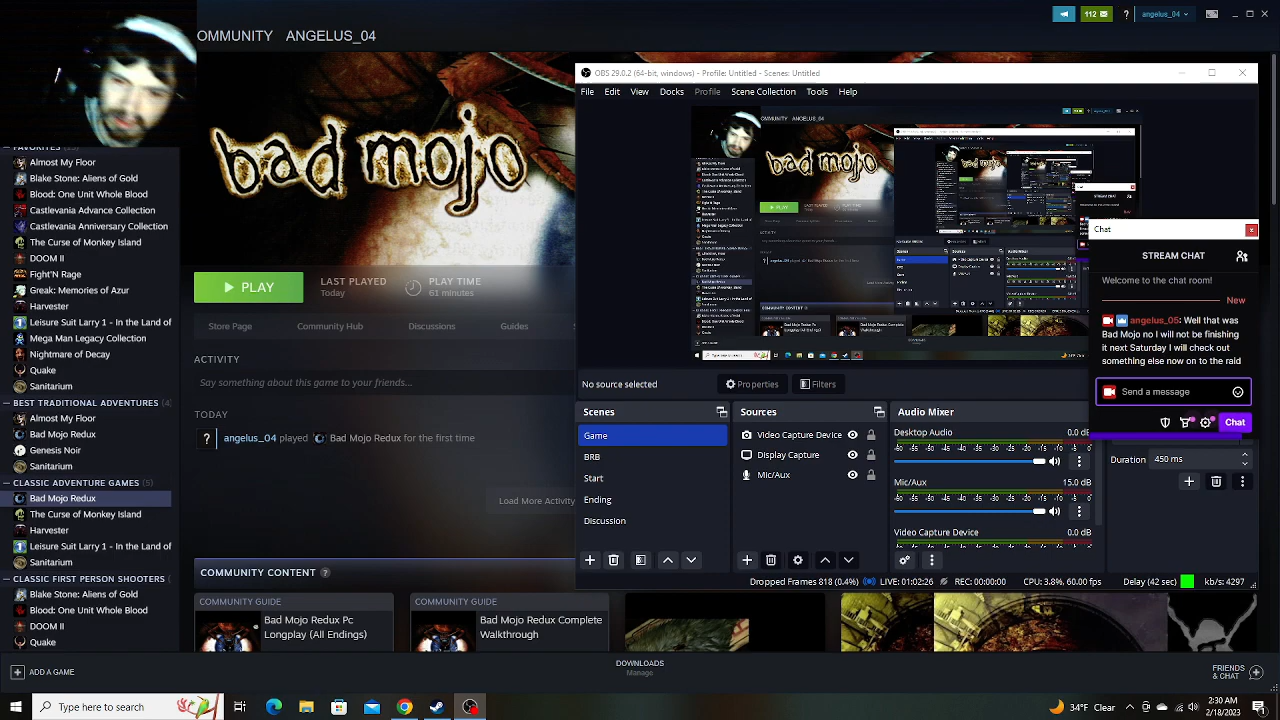 112
?
angelus_04
OMMUNITY
ANGELUS_04
bad mojo
Almost My Floor
Blake Stone: Aliens of Gold
Blood: One Unit Whole Blood
Castlevania Advance Collection
Castlevania Anniversary Collection
The Curse of Monkey Island
DOOM II
Fight'N Rage
Greak: Memories of Azur
Harvester
Leisure Suit Larry 1 - In the Land of
Mega Man Legacy Collection
Nightmare of Decay
Quake
Sanitarium
BEST TRADITIONAL ADVENTURES (4)
Almost My Floor
Bad Mojo Redux
Genesis Noir
Sanitarium
CLASSIC ADVENTURE GAMES (5)
Bad Mojo Redux
The Curse of Monkey Island
Harvester
Leisure Suit Larry 1 - In the Land of
Sanitarium
CLASSIC FIRST PERSON SHOOTERS (
Blake Stone: Aliens of Gold
Blood: One Unit Whole Blood
DOOM II
Quake
ADD A GAME
PLAY
LAST PLAYED
Today
PLAY TIME
61 minutes
Store Page
Community Hub
Discussions
Guides
ACTIVITY
Say something about this game to your friends...
TODAY
? angelus_04 played Bad Mojo Redux for the first time
Load More Activity
COMMUNITY CONTENT ?
COMMUNITY GUIDE
Bad Mojo Redux Pc
Longplay (All Endings)
COMMUNITY GUIDE
Bad Mojo Redux Complete
Walkthrough
OBS 29.0.2 (64-bit, windows) - Profile: Untitled - Scenes: Untitled
File Edit View Docks Profile Scene Collection Tools Help
No source selected
Properties
Filters
Scenes
Game
BRB
Start
Ending
Discussion
Sources
Video Capture Device
Display Capture
Mic/Aux
Audio Mixer
Desktop Audio
0.0 dB
Mic/Aux
15.0 dB
Video Capture Device
0.0 dB
Duration
450 ms
Dropped Frames 818 (0.4%)
LIVE: 01:02:26
REC: 00:00:00
CPU: 3.8%, 60.00 fps
Delay (42 sec)
kb/s: 4297
Chat
STREAM CHAT
Welcome to the chat room!
New
angelus_05: Well that was
Bad Mojo no I will not be finishing
it next Saturday I will check out
something else now on to the raid
Send a message
Chat
DOWNLOADS
Manage
FRIENDS
& CHAT
Type here to search
34°F Clear
2:30 AM
2/18/2023